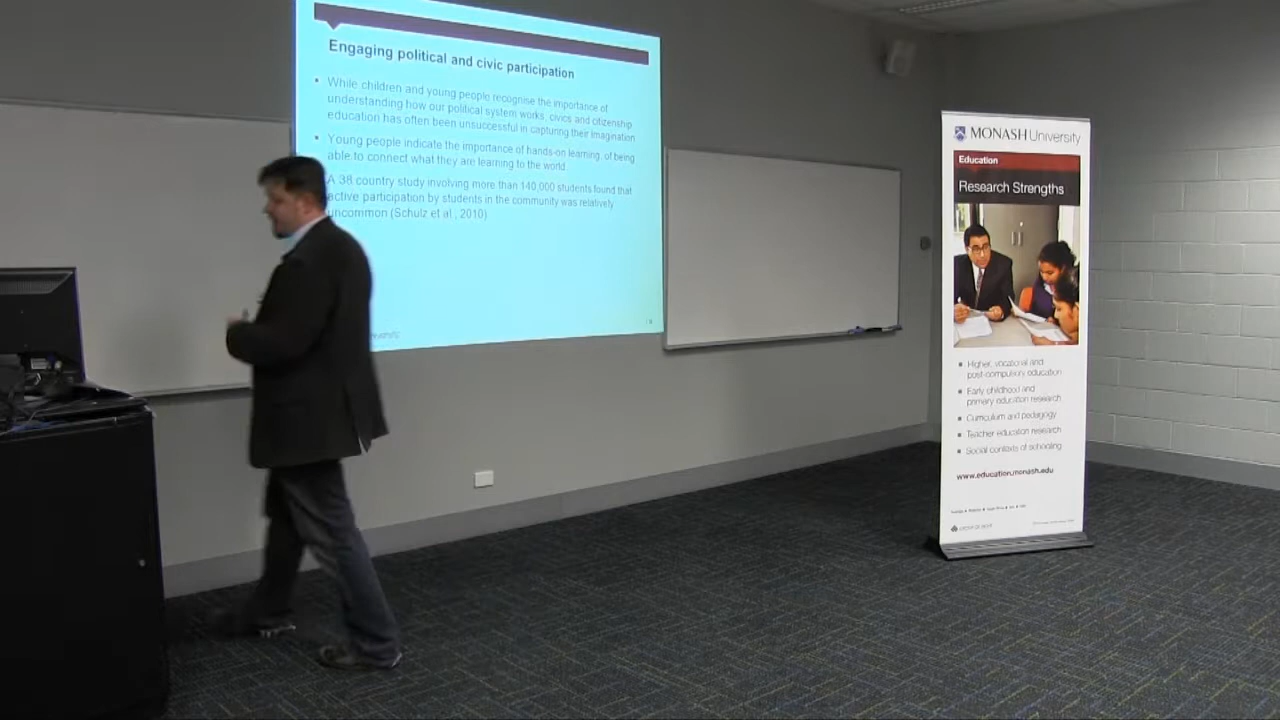 Engaging political and civic participation
While children and young people recognise the importance of
understanding how our political system works, civics and citizenship
education has often been unsuccessful in capturing their imagination
Young people indicate the importance of hands-on learning, of being
able to connect what they are learning to the world.
A 38 country study involving more than 140,000 students found that
active participation by students in the community was relatively
uncommon (Schulz et al., 2010)
MONASH University
Education
Research Strengths
Higher, vocational and
post-compulsory education
Early childhood and
primary education research
Curriculum and pedagogy
Teacher education research
Social contexts of schooling
www.education.monash.edu